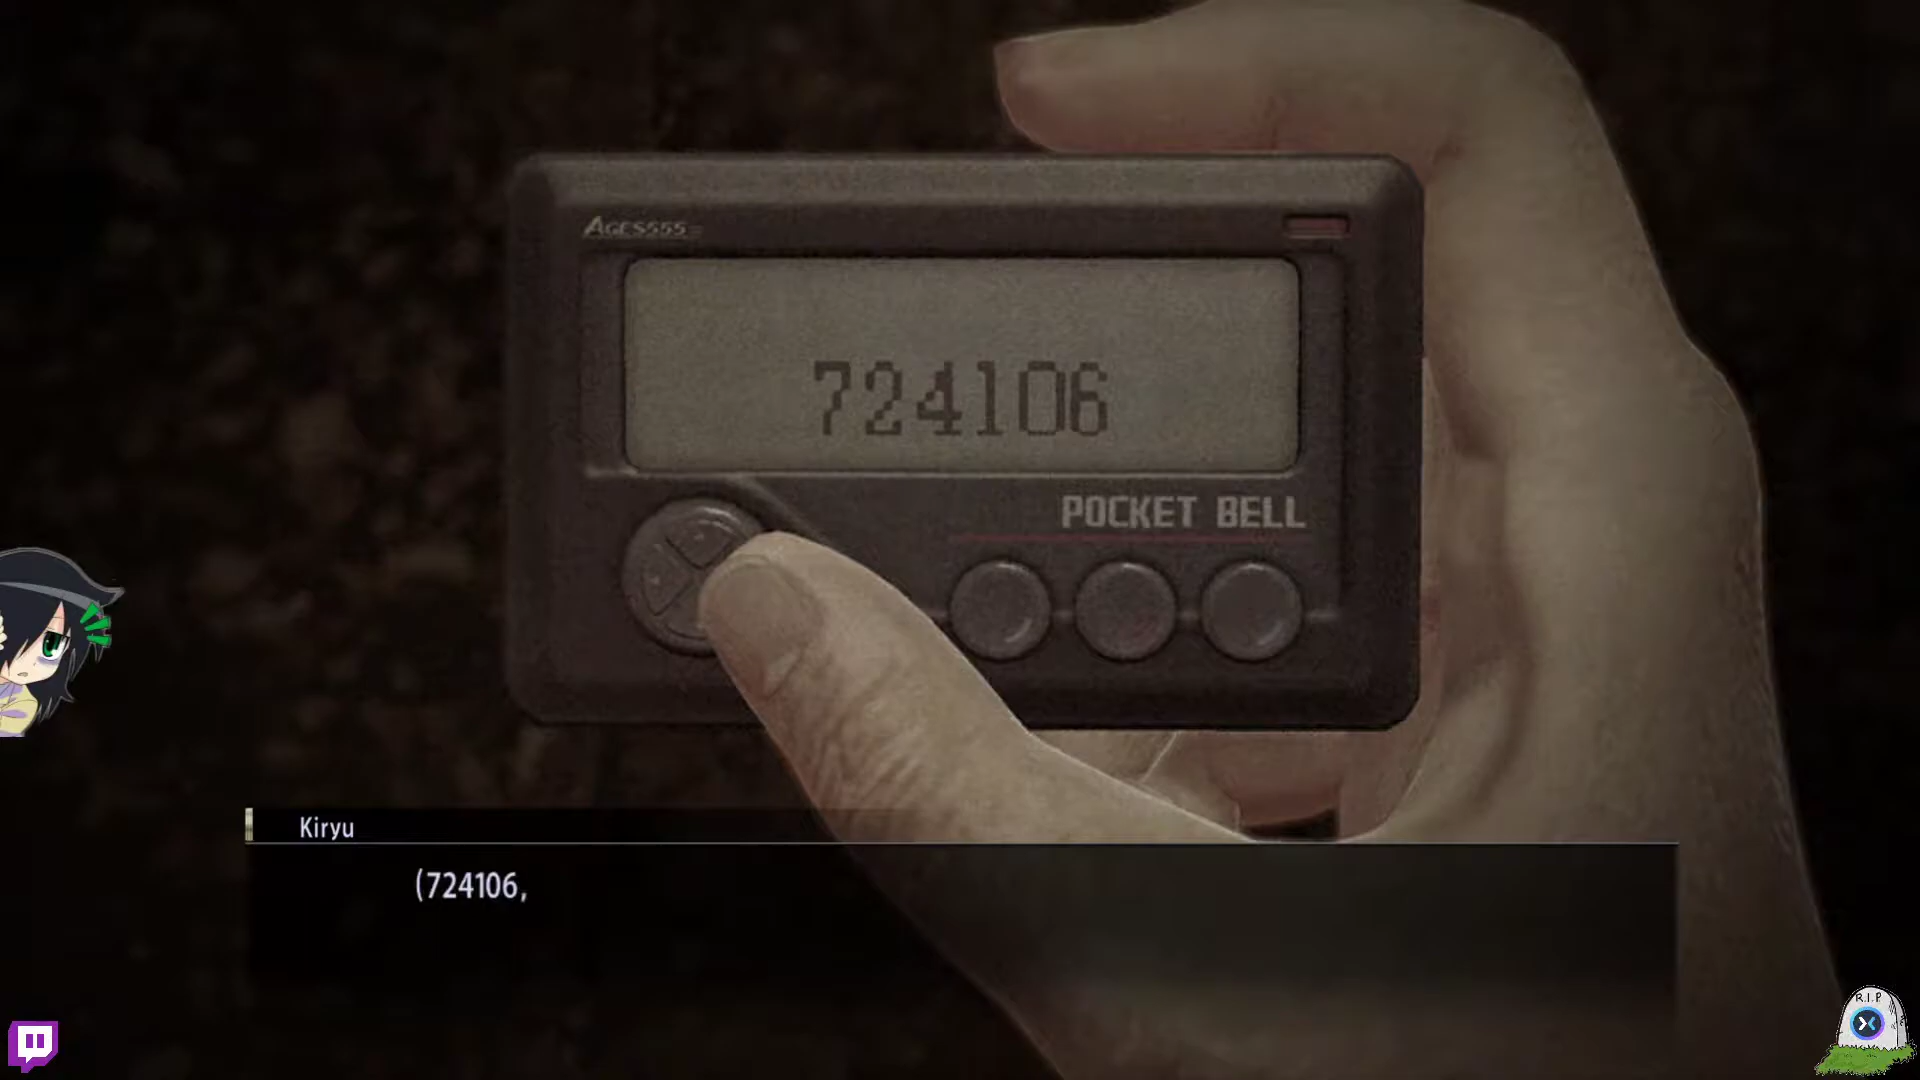 AGES555
724106
POCKET BELL
Kiryu
(724106,
R.I.P